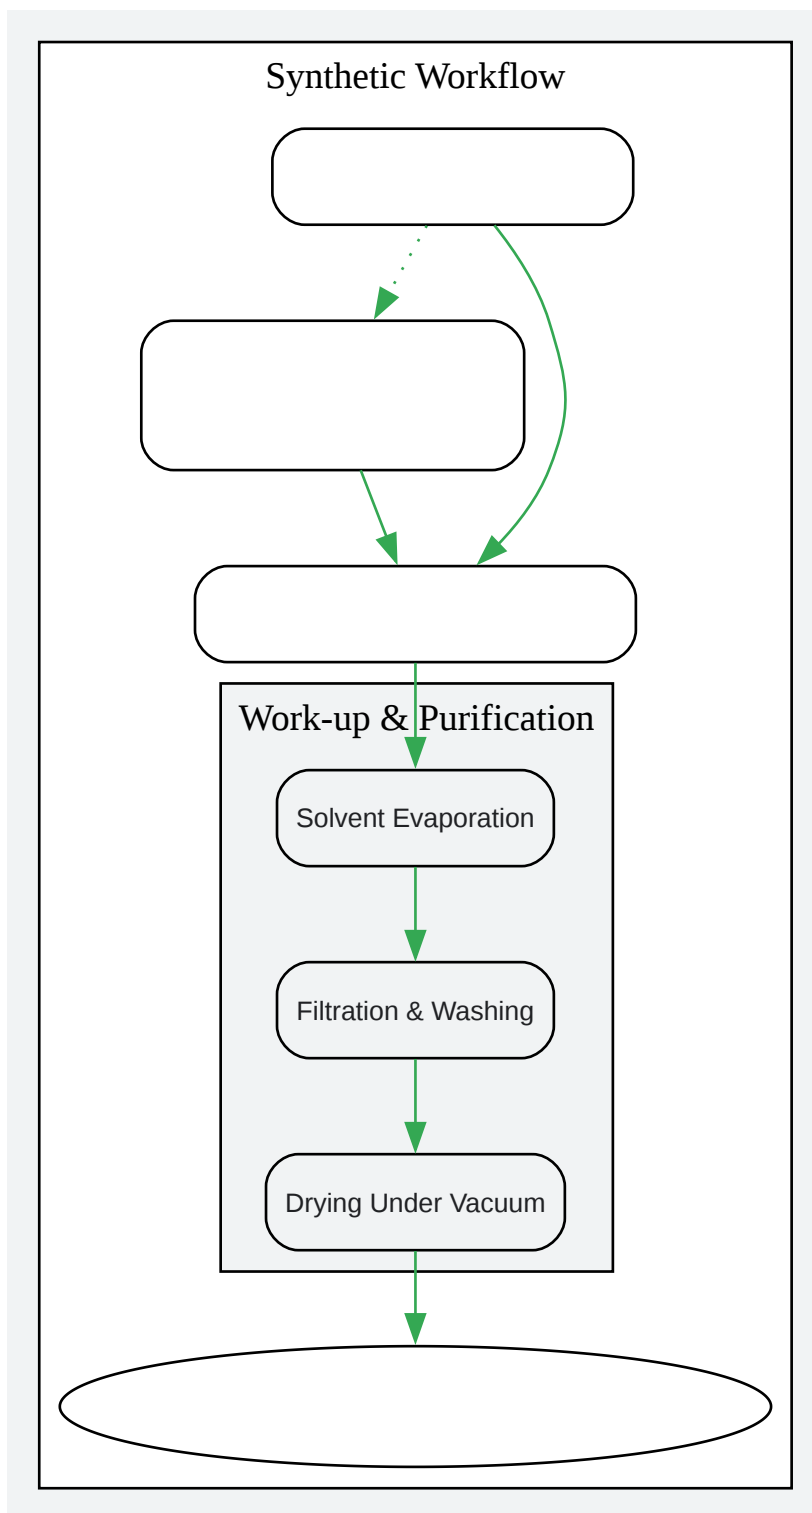 Synthetic Workflow
Work-up & Purification
Solvent Evaporation
Filtration & Washing
Drying Under Vacuum